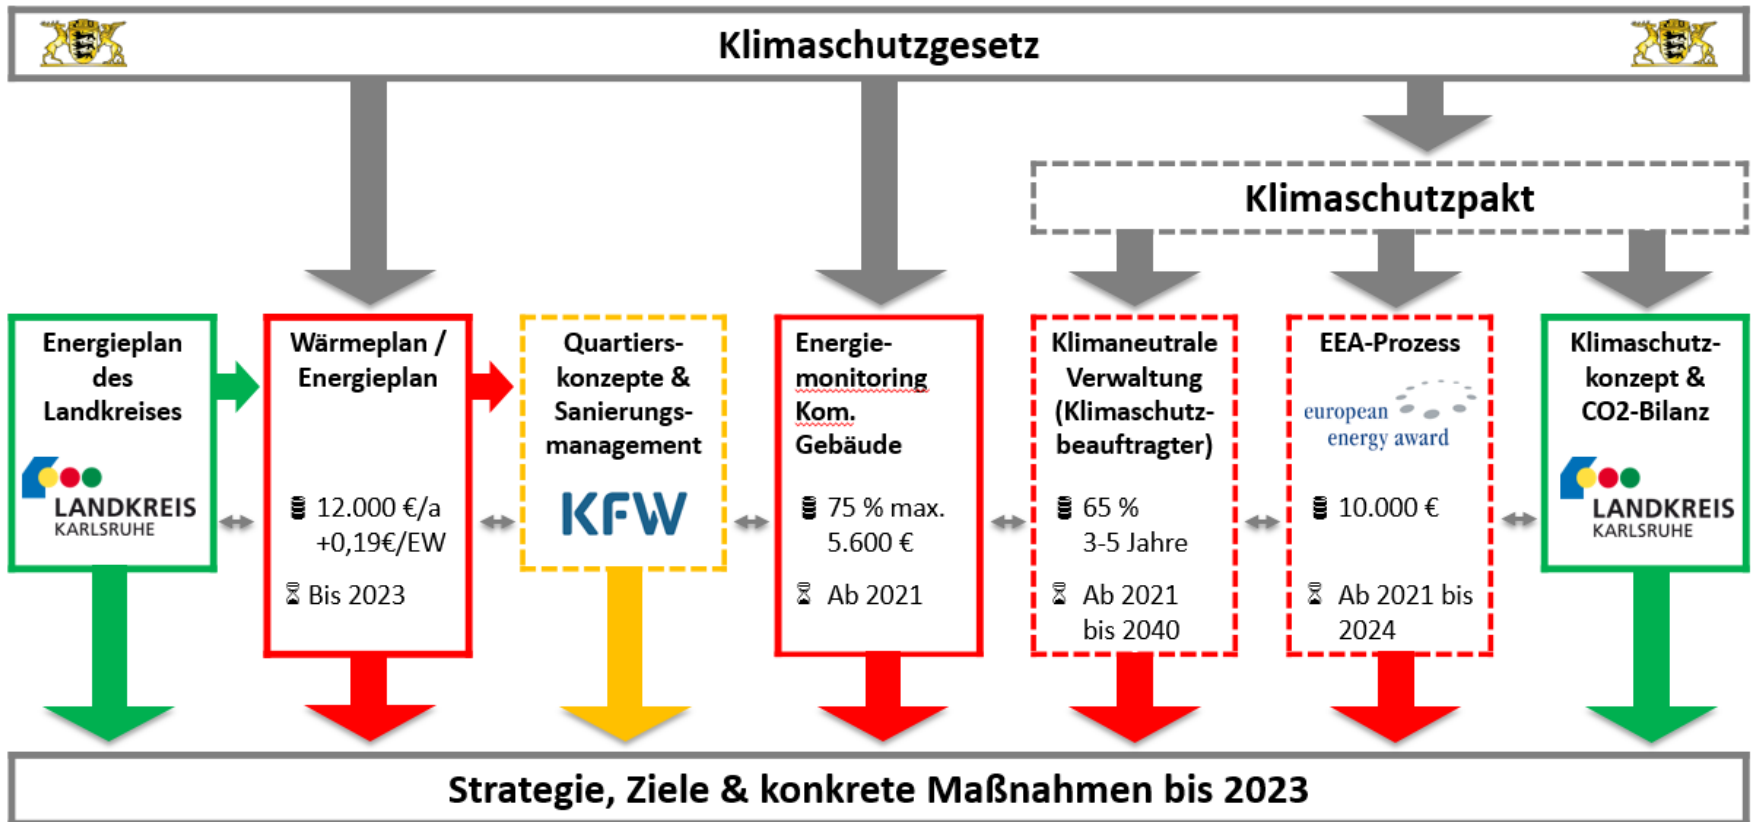 Klimaschutzgesetz
Klimaschutzpakt
Energieplan
des
Landkreises
LANDKREIS
KARLSRUHE
Wärmeplan /
Energieplan
12.000 €/a
+0,19€/EW
Bis 2023
Quartiers-
konzepte &
Sanierungs-
management
KFW
Energie-
monitoring
Kom.
Gebäude
75 % max.
5.600 €
Ab 2021
Klimaneutrale
Verwaltung
(Klimaschutz-
beauftragter)
65 %
3-5 Jahre
Ab 2021
bis 2040
EEA-Prozess
european
energy award
10.000 €
Ab 2021 bis
2024
Klimaschutz-
konzept &
CO2-Bilanz
LANDKREIS
KARLSRUHE
Strategie, Ziele & konkrete Maßnahmen bis 2023